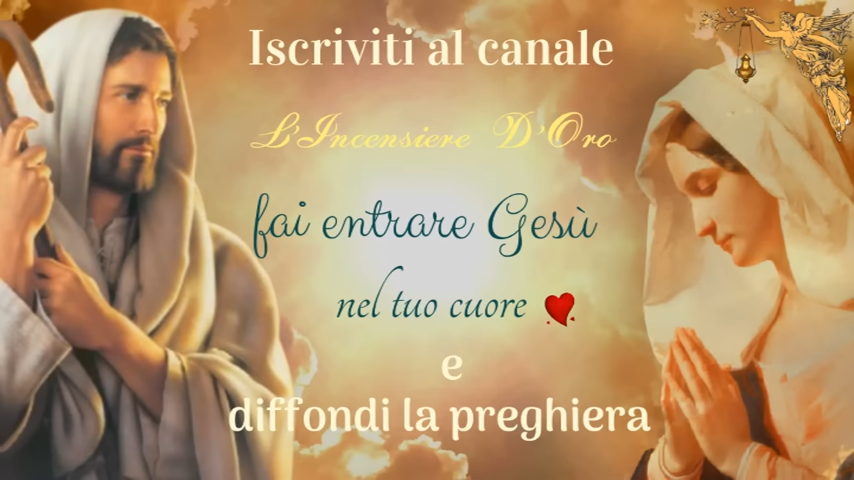 Iscriviti al canale
L'Incensiere D'Oro
fai entrare Gesù
nel tuo cuore
e
diffondi la preghiera